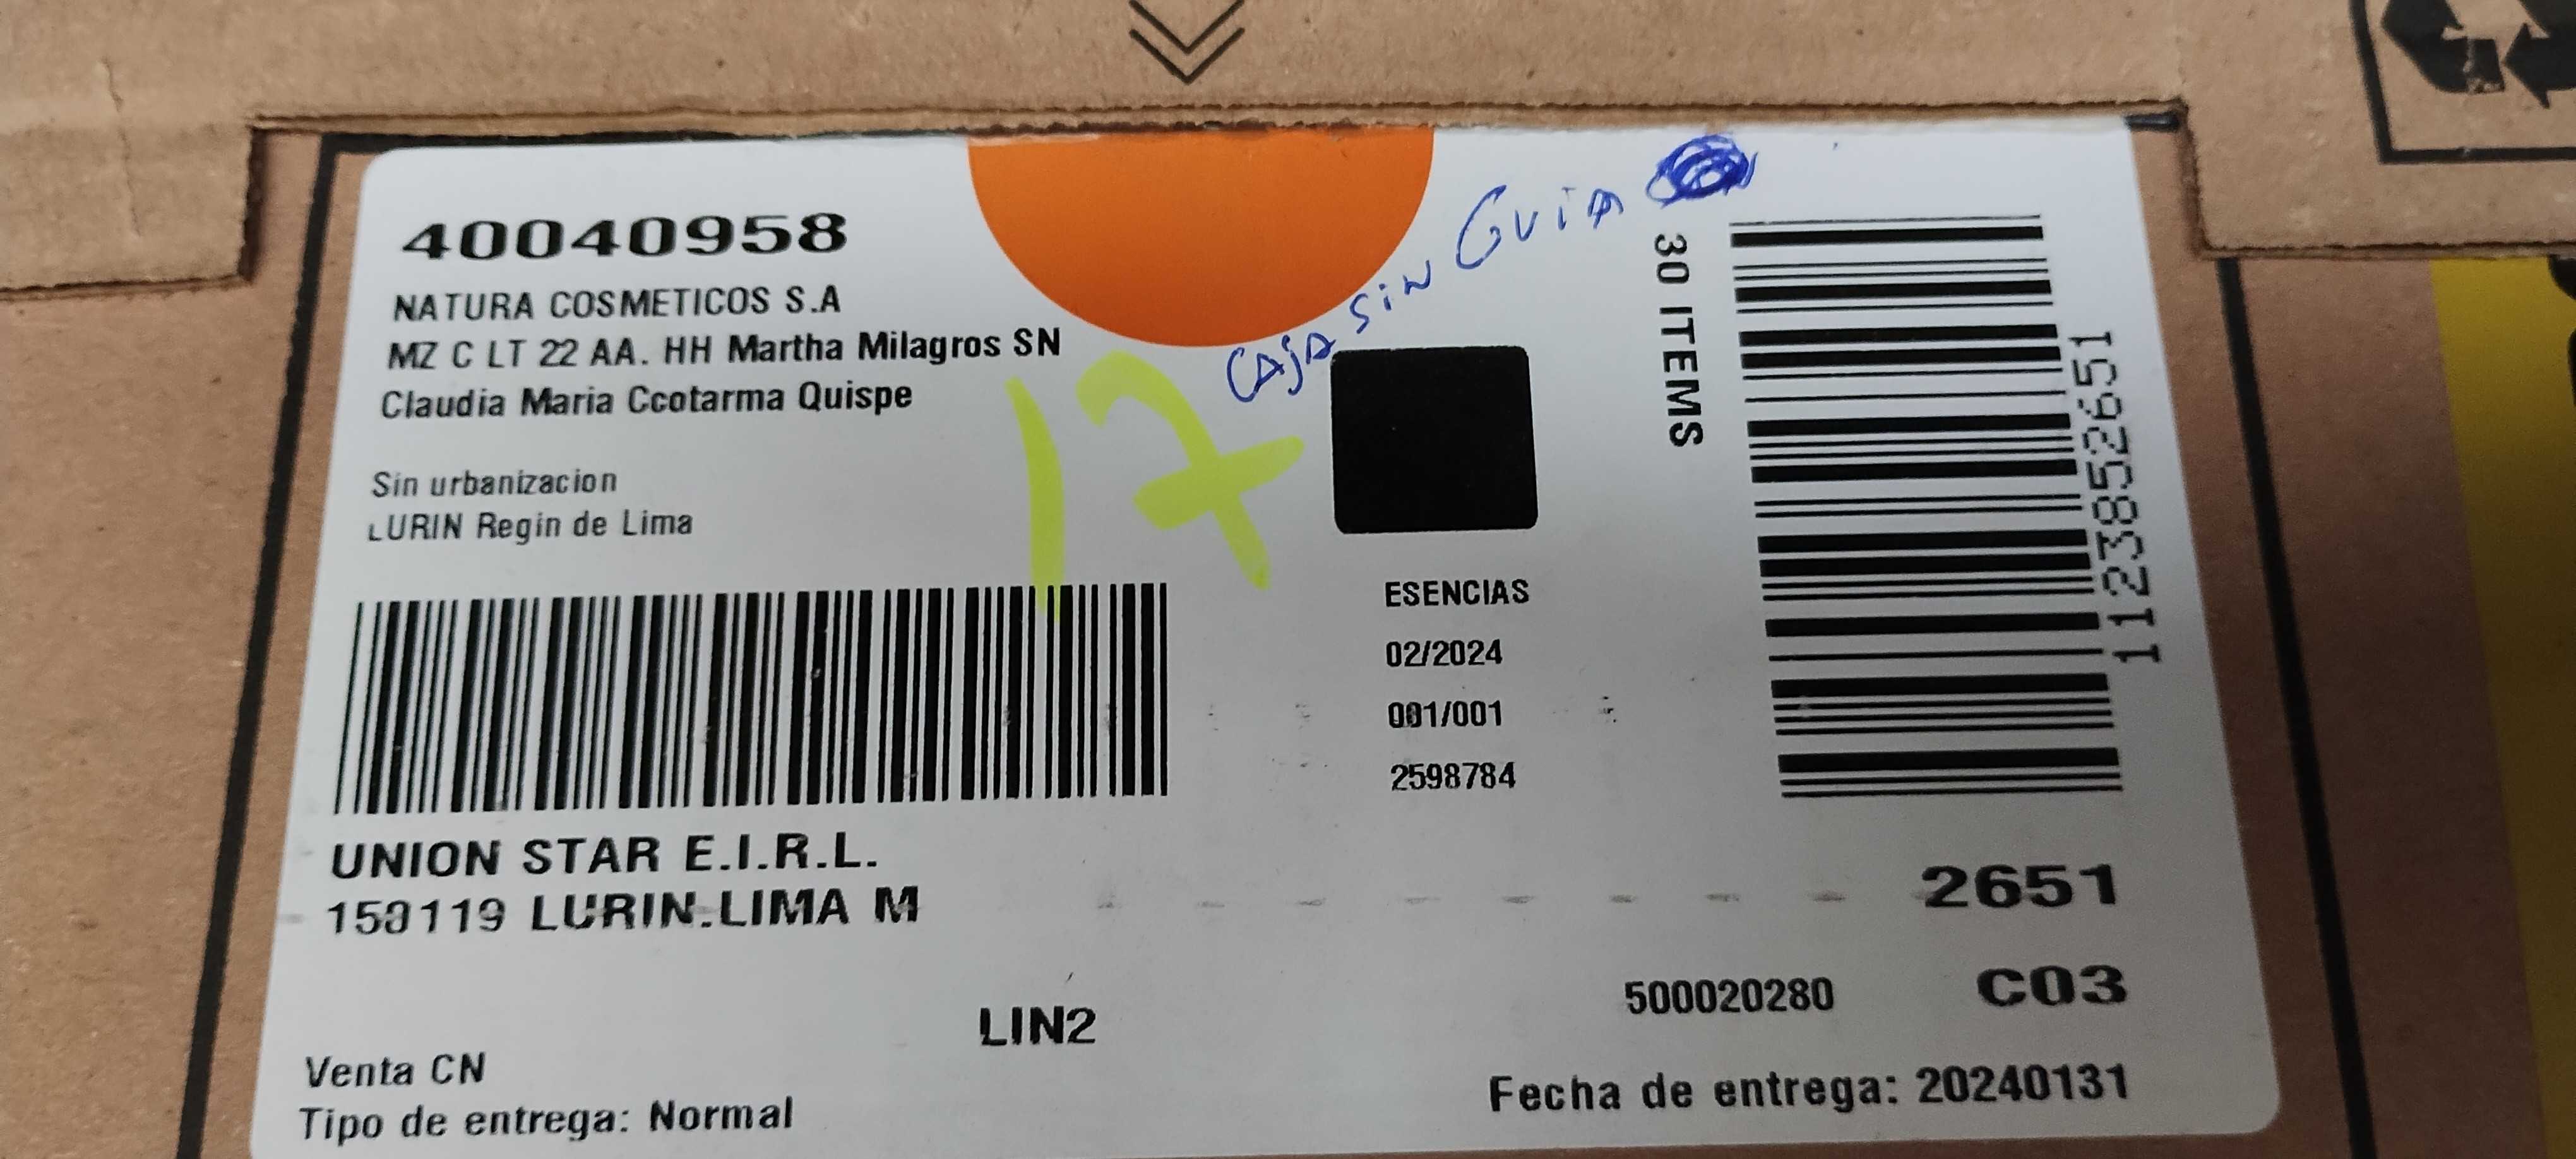 40040958
NATURA COSMETICOS S.A
MZ C LT 22 AA. HH Martha Milagros SN
Claudia Maria Ccotarma Quispe
Sin urbanizacion
LURIN Regin de Lima
CAJA SiN GUiA
17
30 ITEMS
1123852651
ESENCIAS
02/2024
001/001
2598784
UNION STAR E.I.R.L.
150119 LURIN.LIMA M
2651
LIN2
500020280 C03
Venta CN
Tipo de entrega: Normal
Fecha de entrega: 20240131